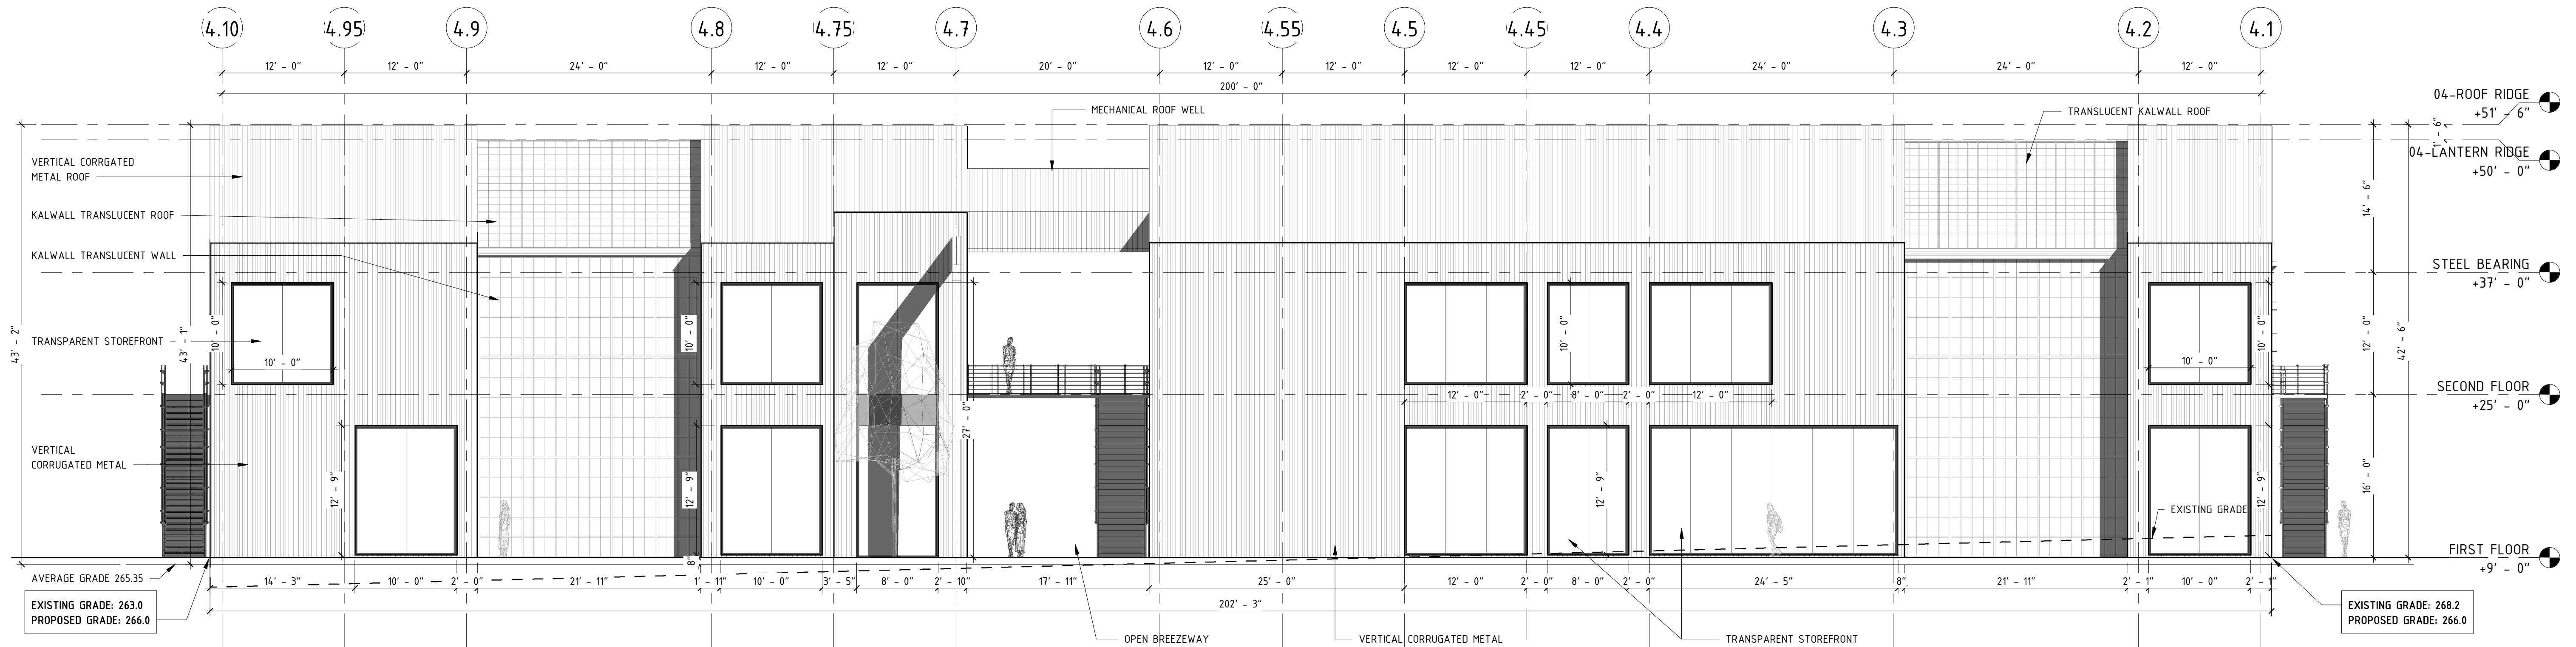 4.10 4.95 4.9 4.8 4.75 4.7 4.6 4.55 4.5 4.45 4.4 4.3 4.2 4.1
12' - 0" 12' - 0" 24' - 0" 12' - 0" 12' - 0" 20' - 0" 12' - 0" 12' - 0" 12' - 0" 12' - 0" 24' - 0" 24' - 0" 12' - 0"
200' - 0"
04-ROOF RIDGE
+51' - 6"
MECHANICAL ROOF WELL
TRANSLUCENT KALWALL ROOF
1' - 6"
04-LANTERN RIDGE
+50' - 0"
VERTICAL CORRGATED
METAL ROOF
KALWALL TRANSLUCENT ROOF
14' - 6"
KALWALL TRANSLUCENT WALL
STEEL BEARING
+37' - 0"
43' - 2"
43' - 1"
10' - 0"
TRANSPARENT STOREFRONT
10' - 0"
10' - 0"
10' - 0"
10' - 0"
10' - 0"
12' - 0"
42' - 6"
12' - 0" 2' - 0" 8' - 0" 2' - 0" 12' - 0"
SECOND FLOOR
+25' - 0"
27' - 0"
VERTICAL
CORRUGATED METAL
12' - 9"
12' - 9"
12' - 9"
12' - 9"
16' - 0"
EXISTING GRADE
FIRST FLOOR
+9' - 0"
8"
AVERAGE GRADE 265.35
14' - 3" 10' - 0" 2' - 0" 21' - 11" 1' - 11" 10' - 0" 3' - 5" 8' - 0" 2' - 10" 17' - 11" 25' - 0" 12' - 0" 2' - 0" 8' - 0" 2' - 0" 24' - 5" 8" 21' - 11" 2' - 1" 10' - 0" 2' - 1"
202' - 3"
EXISTING GRADE: 263.0
PROPOSED GRADE: 266.0
EXISTING GRADE: 268.2
PROPOSED GRADE: 266.0
OPEN BREEZEWAY
VERTICAL CORRUGATED METAL
TRANSPARENT STOREFRONT